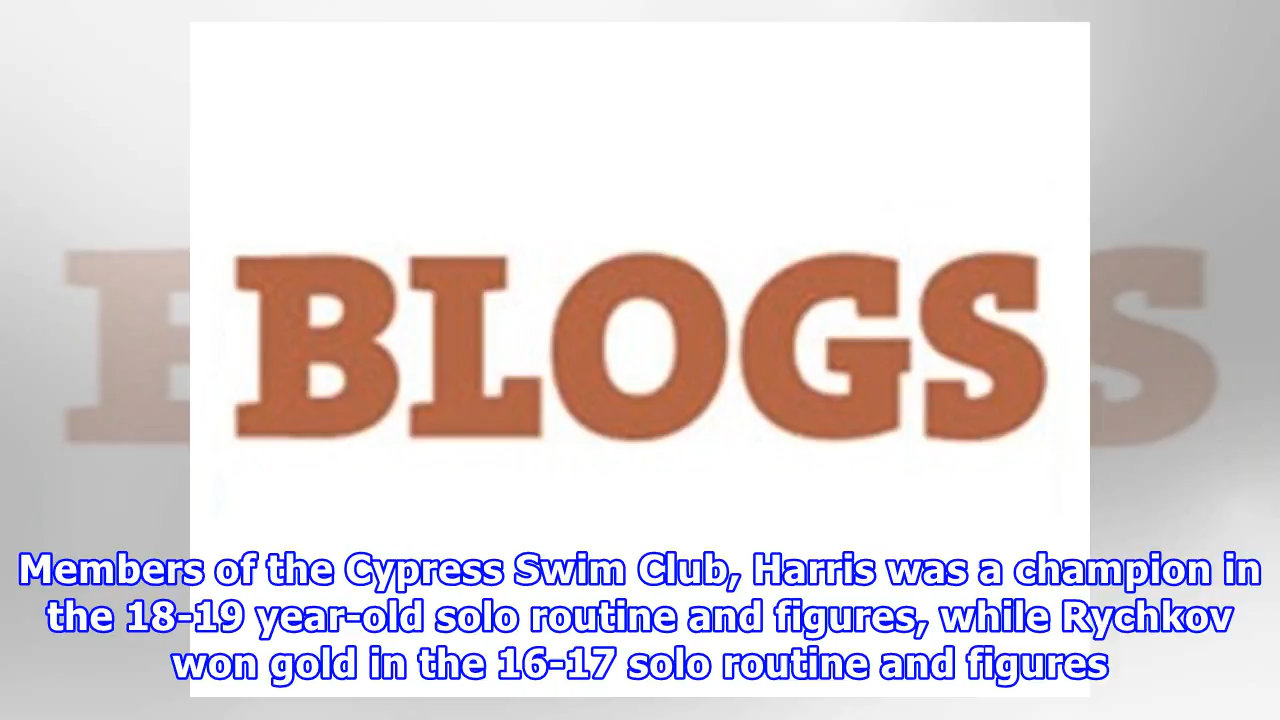 BLOGS
Members of the Cypress Swim Club, Harris was a champion in
the 18-19 year-old solo routine and figures, while Rychkov
won gold in the 16-17 solo routine and figures